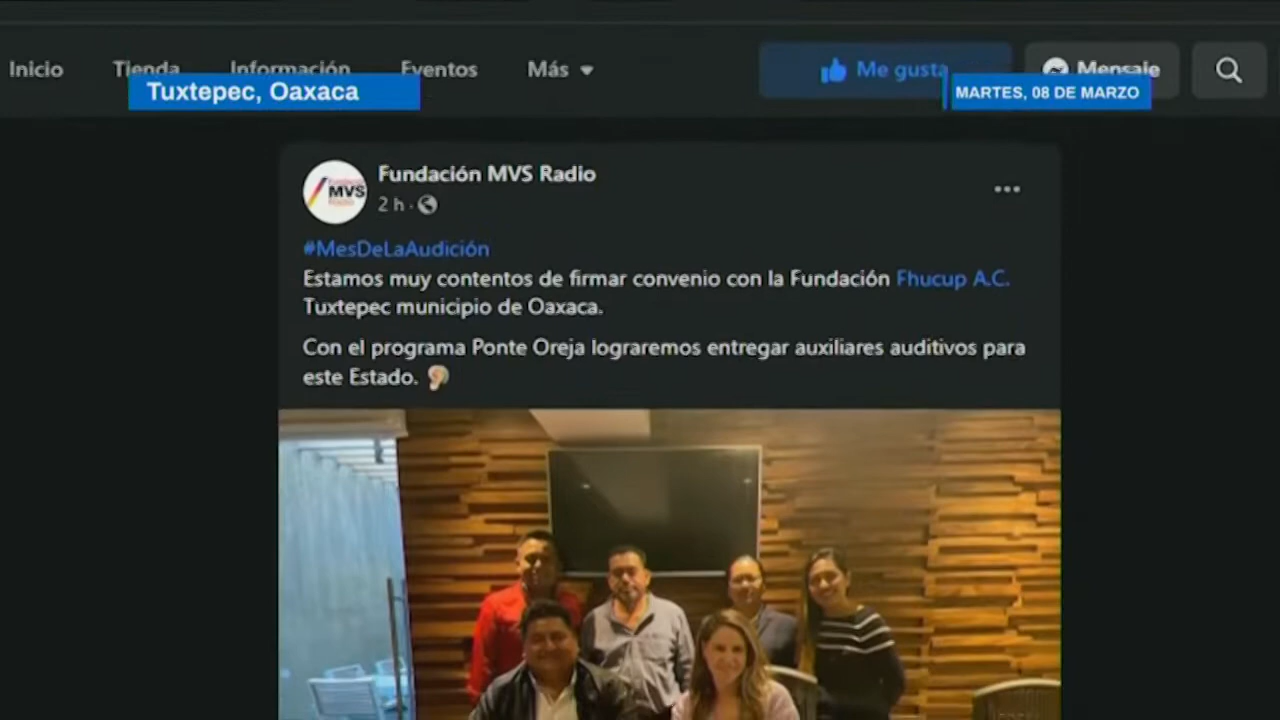 Inicio
Tienda
Información
Eventos
Más
Me gusta
Mensaje
Tuxtepec, Oaxaca
MARTES, 08 DE MARZO
Fundación MVS Radio
MVS
Radio
2 h ·
#MesDeLaAudición
Estamos muy contentos de firmar convenio con la Fundación Fhucup A.C.
Tuxtepec municipio de Oaxaca.
Con el programa Ponte Oreja lograremos entregar auxiliares auditivos para
este Estado.